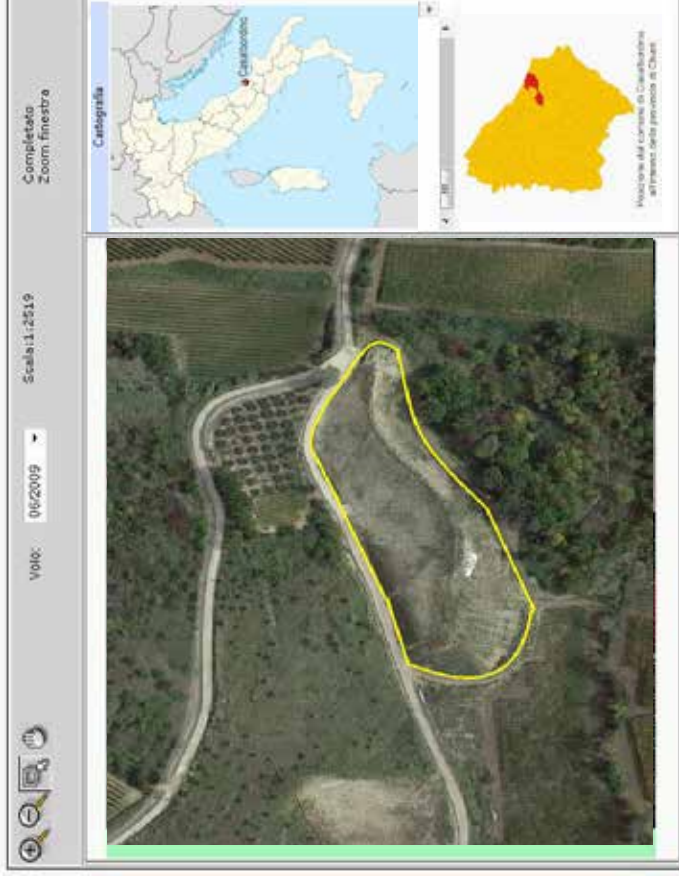 Volo: 06/2009 Scala:1:2519 Completato
Zoom finestra
Cartografia
Casalbordino
Posizione del comune di Casalbordino
all'interno della provincia di Chieti